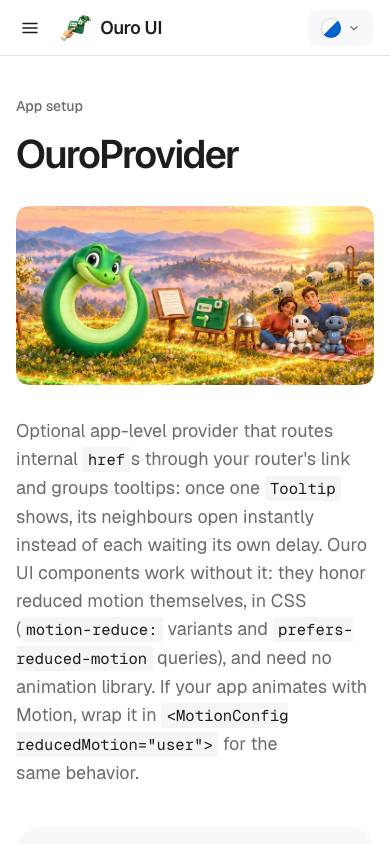 Ouro UI
App setup
OuroProvider
Optional app-level provider that routes
internal hrefs through your router's link
and groups tooltips: once one Tooltip
shows, its neighbours open instantly
instead of each waiting its own delay. Ouro
UI components work without it: they honor
reduced motion themselves, in CSS
(motion-reduce: variants and prefers-
reduced-motion queries), and need no
animation library. If your app animates with
Motion, wrap it in <MotionConfig
reducedMotion="user"> for the
same behavior.